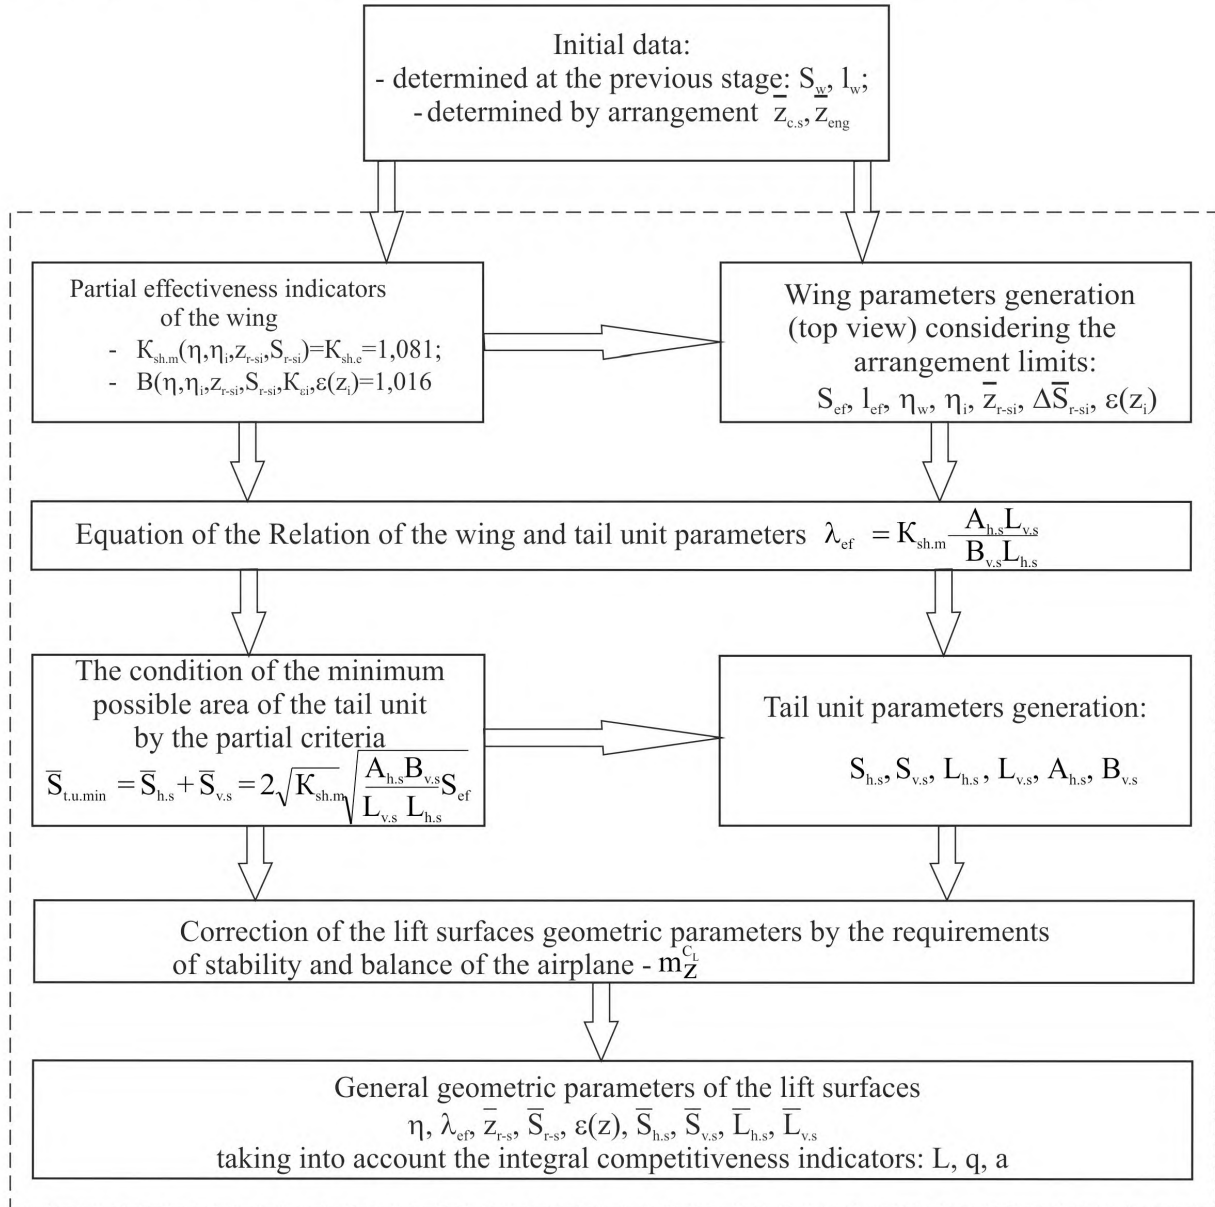 Initial data:
- determined at the previous stage: S_w, l_w;
- determined by arrangement z̅_c.s, z̅_eng
Partial effectiveness indicators
of the wing
- K_sh.m(η,η_i,z_r-si,S_r-si)=K_sh.e=1,081;
- B(η,η_i,z_r-si,S_r-si,K_εi,ε(z_i)=1,016
Wing parameters generation
(top view) considering the
arrangement limits:
S_ef, l_ef, η_w, η_i, z̅_r-si, ΔS̅_r-si, ε(z_i)
Equation of the Relation of the wing and tail unit parameters λ_ef = K_sh.m A_h.s L_v.s / B_v.s L_h.s
The condition of the minimum
possible area of the tail unit
by the partial criteria
S̅_t.u.min = S̅_h.s + S̅_v.s = 2√K_sh.m √(A_h.s B_v.s / L_v.s L_h.s S_ef)
Tail unit parameters generation:
S_h.s, S_v.s, L_h.s, L_v.s, A_h.s, B_v.s
Correction of the lift surfaces geometric parameters by the requirements
of stability and balance of the airplane - m_Z^C_L
General geometric parameters of the lift surfaces
η, λ_ef, z̅_r-s, S̅_r-s, ε(z), S̅_h.s, S̅_v.s, L̅_h.s, L̅_v.s
taking into account the integral competitiveness indicators: L, q, a